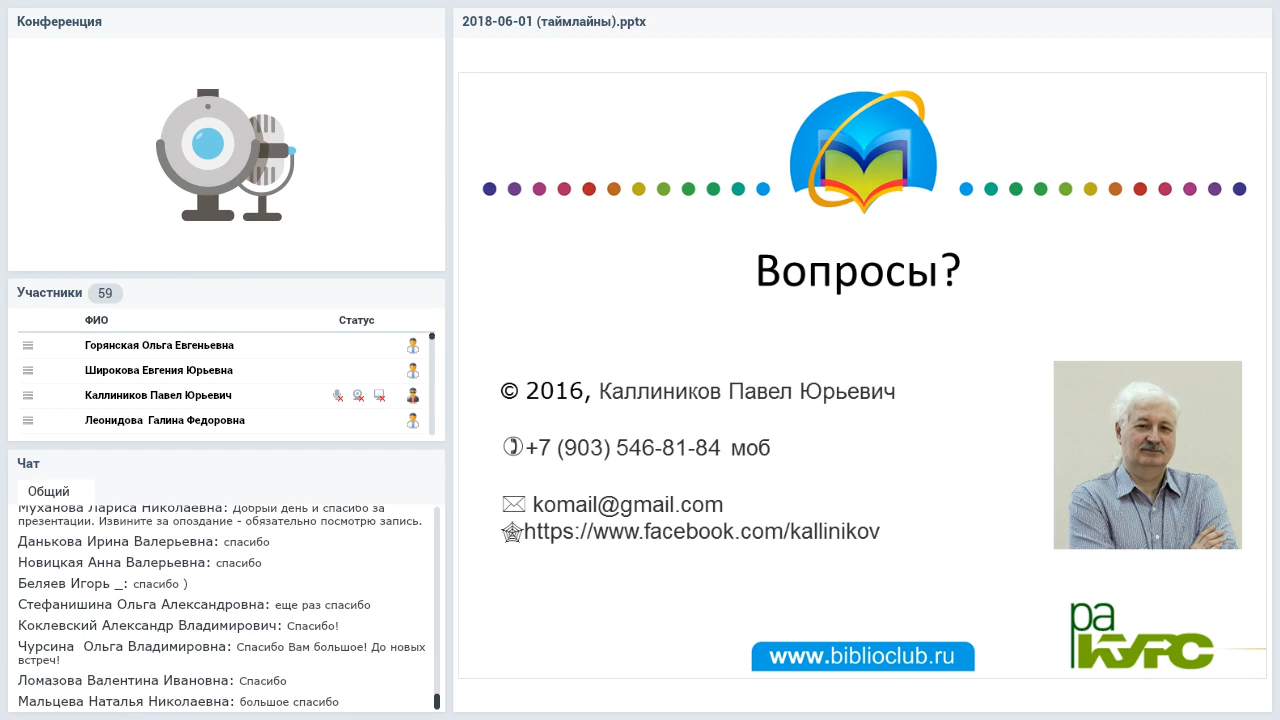 Конференция
Участники 59
ФИО Статус
Горянская Ольга Евгеньевна
Широкова Евгения Юрьевна
Каллиников Павел Юрьевич
Леонидова Галина Федоровна
Чат
Общий
Муханова Лариса Николаевна: Добрый день и спасибо за
презентации. Извините за опоздание - обязательно посмотрю запись.
Данькова Ирина Валерьевна: спасибо
Новицкая Анна Валерьевна: спасибо
Беляев Игорь _: спасибо )
Стефанишина Ольга Александровна: еще раз спасибо
Коклевский Александр Владимирович: Спасибо!
Чурсина Ольга Владимировна: Спасибо Вам большое! До новых
встреч!
Ломазова Валентина Ивановна: Спасибо
Мальцева Наталья Николаевна: большое спасибо
2018-06-01 (таймлайны).pptx
Вопросы?
© 2016, Каллиников Павел Юрьевич
+7 (903) 546-81-84 моб
komail@gmail.com
https://www.facebook.com/kallinikov
www.biblioclub.ru
ра
КУРС